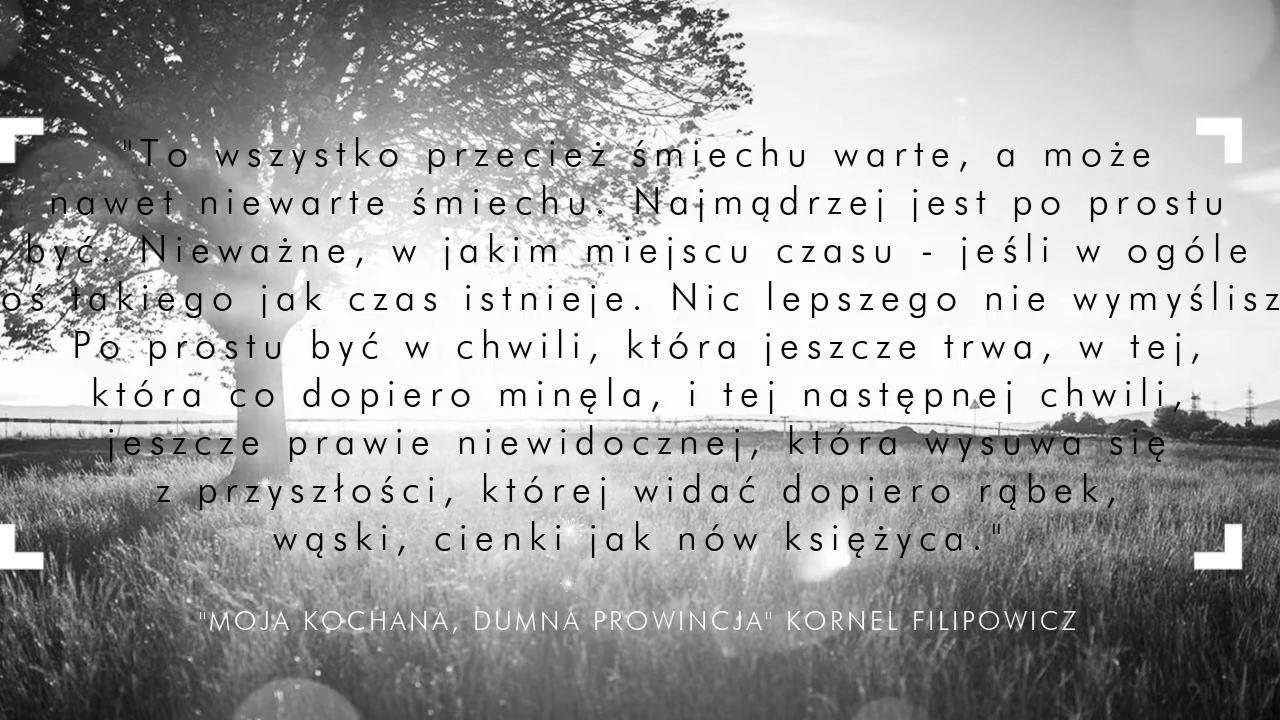 "To wszystko przecież śmiechu warte, a może
nawet niewarte śmiechu. Najmądrzej jest po prostu
być. Nieważne, w jakim miejscu czasu - jeśli w ogóle
oś takiego jak czas istnieje. Nic lepszego nie wymyślisz
Po prostu być w chwili, która jeszcze trwa, w tej,
która co dopiero minęla, i tej następnej chwili,
jeszcze prawie niewidocznej, która wysuwa się
z przyszłości, której widać dopiero rąbek,
wąski, cienki jak nów księżyca."
"MOJA KOCHANA, DUMNA PROWINCJA" KORNEL FILIPOWICZ